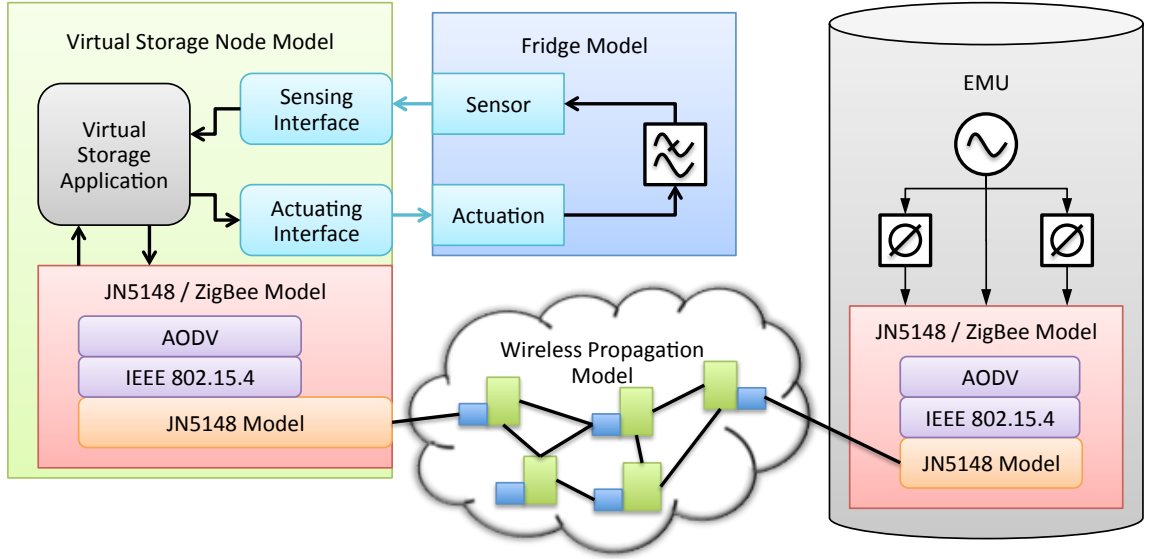 Virtual Storage Node Model
Sensing
Interface
Virtual
Storage
Application
Actuating
Interface
Fridge Model
Sensor
Actuation
JN5148 / ZigBee Model
AODV
IEEE 802.15.4
JN5148 Model
Wireless Propagation
Model
EMU
JN5148 / ZigBee Model
AODV
IEEE 802.15.4
JN5148 Model